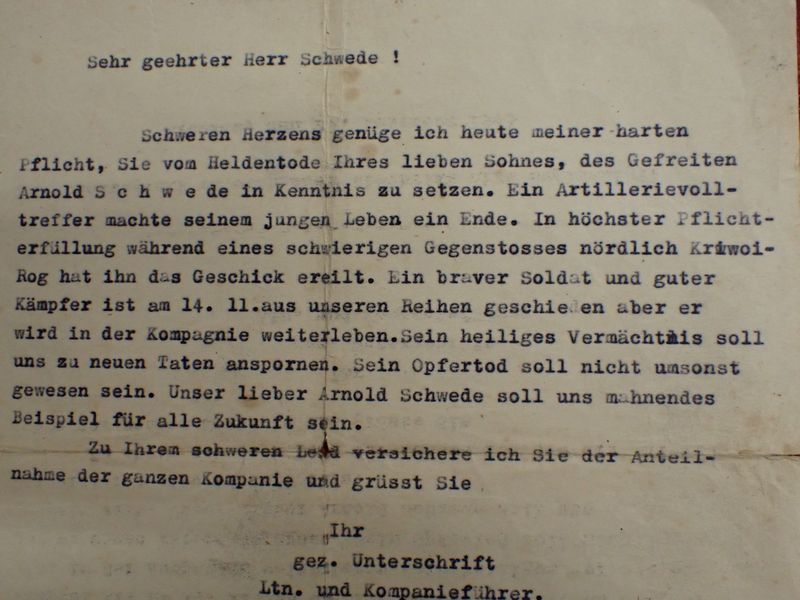 Sehr geehrter Herr Schwede !
Schweren Herzens genüge ich heute meiner harten
Pflicht, Sie vom Heldentode Ihres lieben Sohnes, des Gefreiten
Arnold S c h w e de in Kenntnis zu setzen. Ein Artillerievoll-
treffer machte seinem jungen Leben ein Ende. In höchster Pflicht-
erfüllung während eines schwierigen Gegenstosses nördlich Kriwoi-
Rog hat ihn das Geschick ereilt. Ein braver Soldat und guter
Kämpfer ist am 14. 11.aus unseren Reihen geschieden aber er
wird in der Kompagnie weiterleben.Sein heiliges Vermächtnis soll
uns zu neuen Taten anspornen. Sein Opfertod soll nicht umsonst
gewesen sein. Unser lieber Arnold Schwede soll uns mahnendes
Beispiel für alle Zukunft sein.
Zu Ihrem schweren Leid versichere ich Sie der Anteil-
nahme der ganzen Kompanie und grüsst Sie
Ihr
gez. Unterschrift
Ltn. und Kompanieführer.